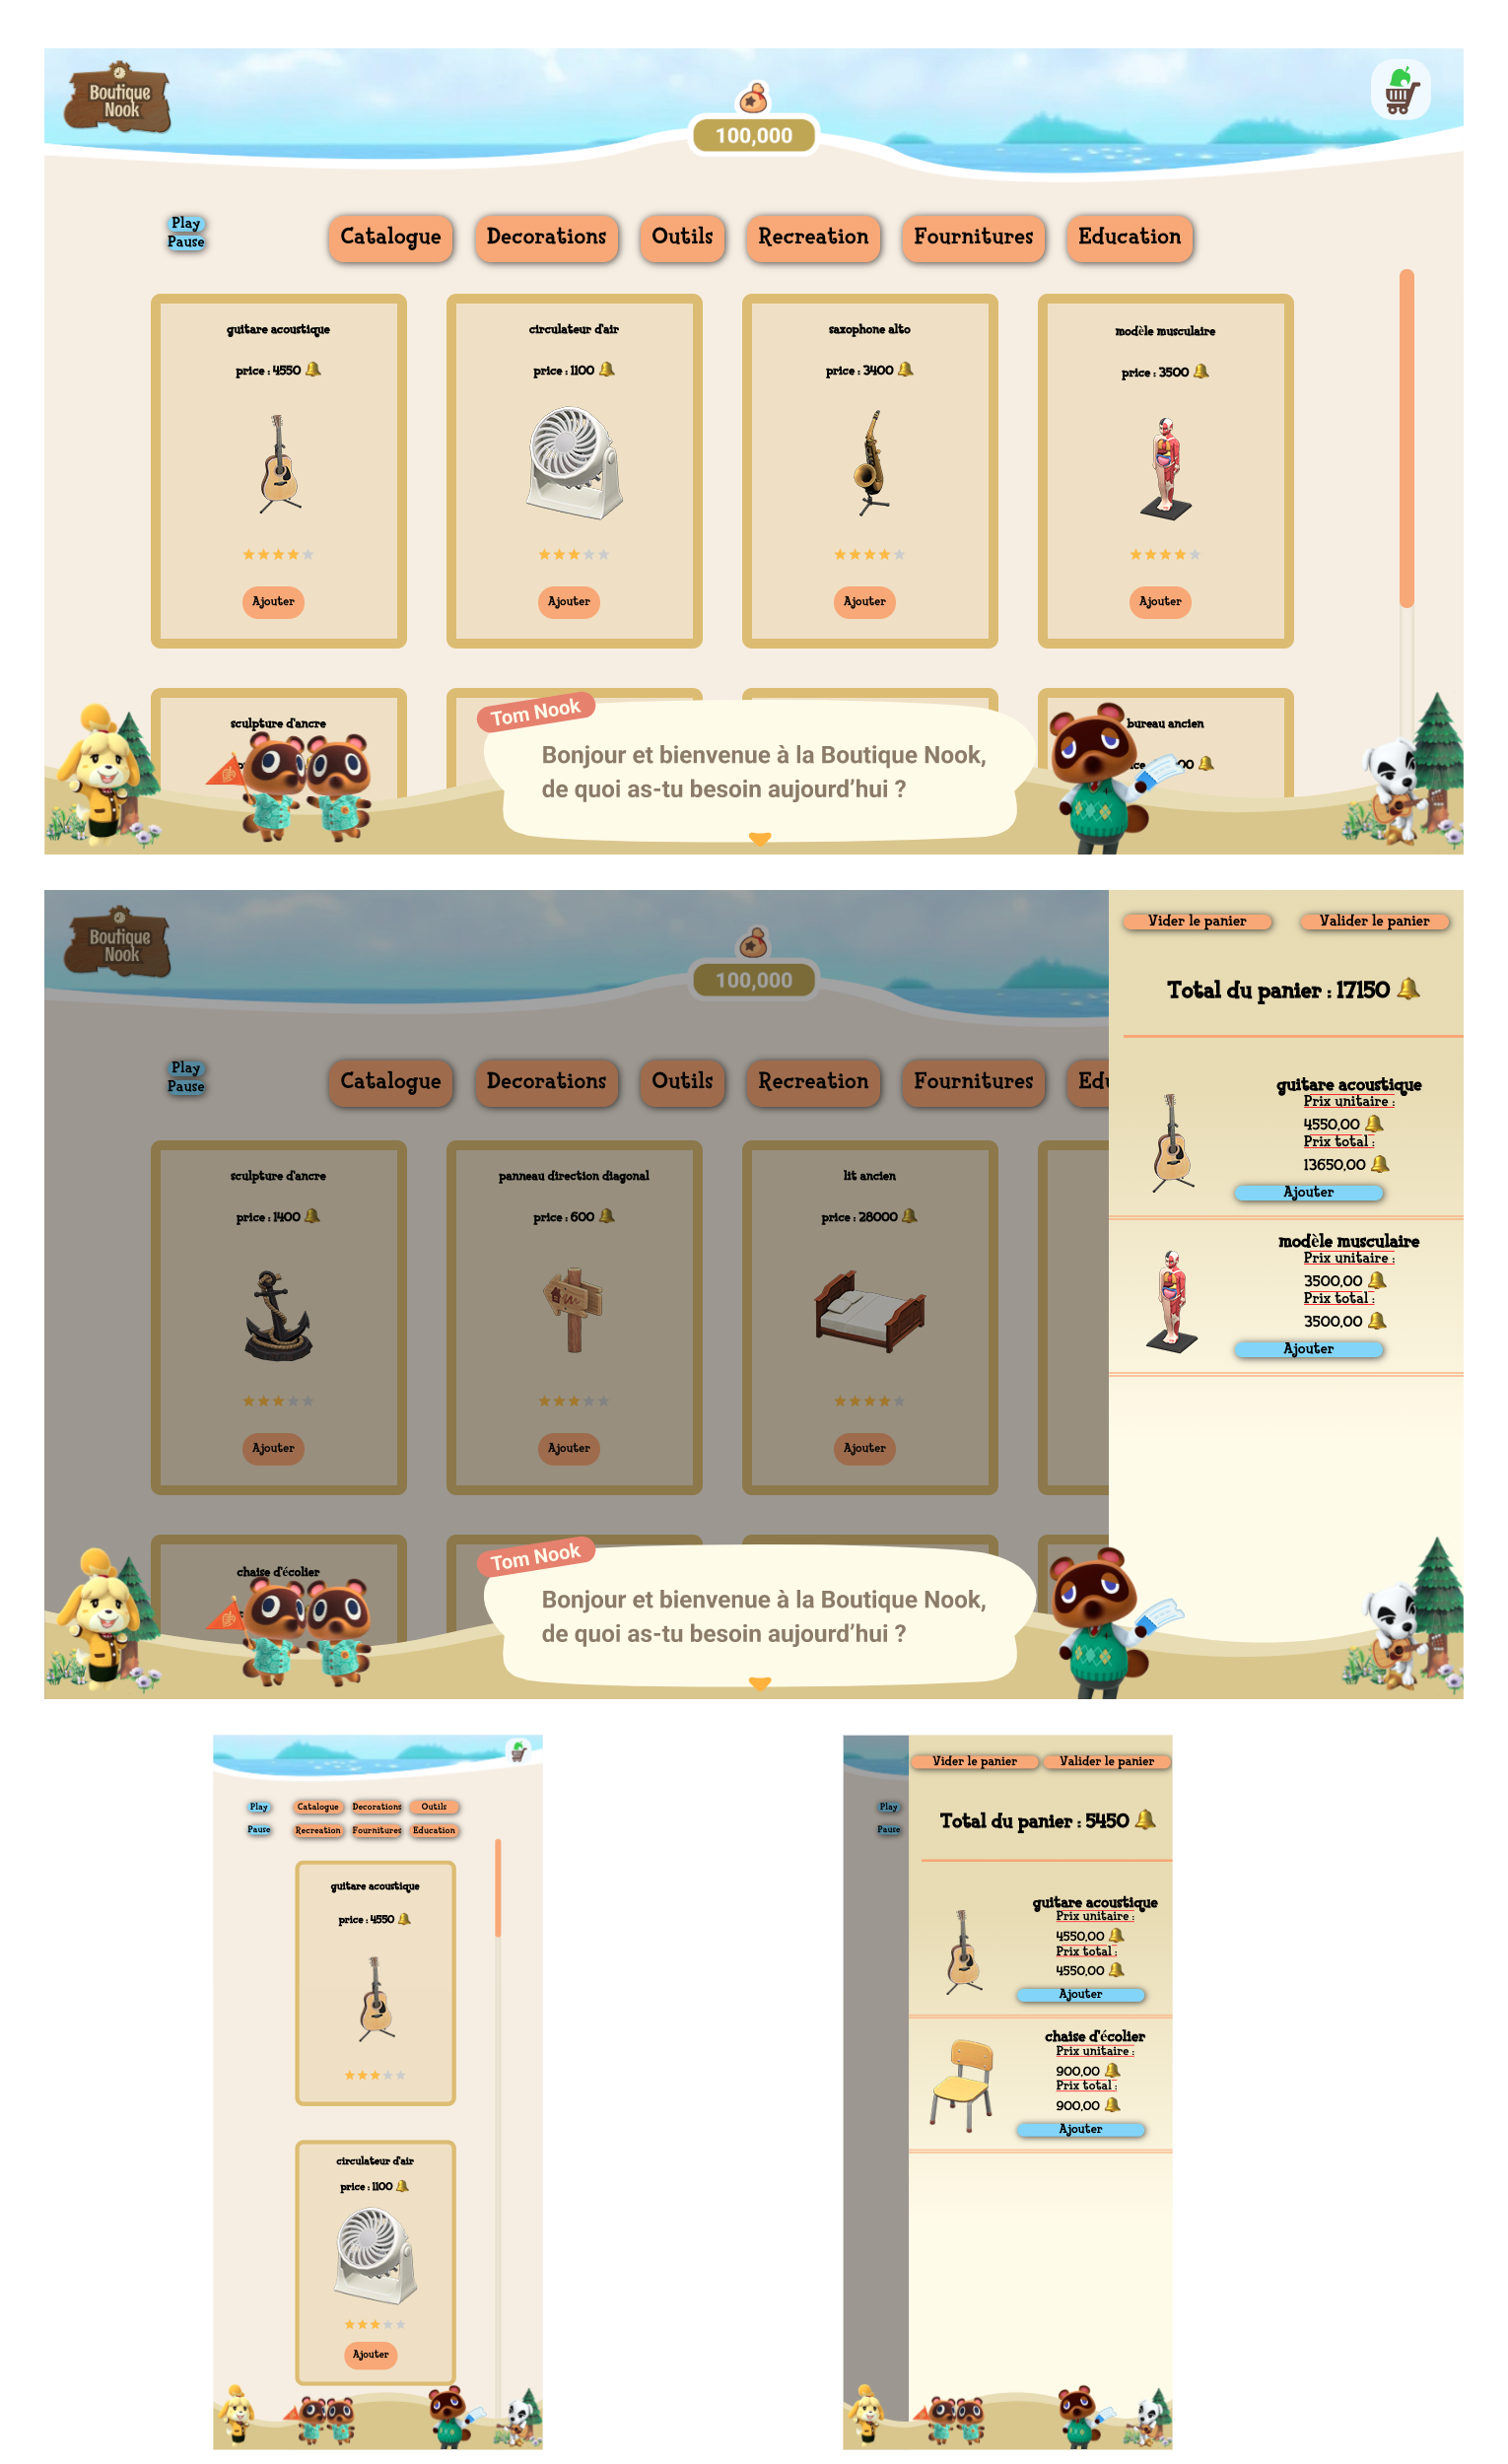 Boutique
Nook
100,000
Play
Pause
Catalogue
Decorations
Outils
Recreation
Fournitures
Education
guitare acoustique
price : 4550
Ajouter
circulateur d'air
price : 1100
Ajouter
saxophone alto
price : 3400
Ajouter
modèle musculaire
price : 3500
Ajouter
sculpture d'ancre
bureau ancien
Tom Nook
Bonjour et bienvenue à la Boutique Nook,
de quoi as-tu besoin aujourd'hui ?
Boutique
Nook
100,000
Play
Pause
Catalogue
Decorations
Outils
Recreation
Fournitures
Edu
sculpture d'ancre
price : 1400
Ajouter
panneau direction diagonal
price : 600
Ajouter
lit ancien
price : 28000
Ajouter
chaise d'écolier
Tom Nook
Bonjour et bienvenue à la Boutique Nook,
de quoi as-tu besoin aujourd'hui ?
Vider le panier
Valider le panier
Total du panier : 17150
guitare acoustique
Prix unitaire :
4550,00
Prix total :
13650,00
Ajouter
modèle musculaire
Prix unitaire :
3500,00
Prix total :
3500,00
Ajouter
Play
Pause
Catalogue
Decorations
Outils
Recreation
Fournitures
Education
guitare acoustique
price : 4550
circulateur d'air
price : 1100
Ajouter
Play
Pause
Vider le panier
Valider le panier
Total du panier : 5450
guitare acoustique
Prix unitaire :
4550,00
Prix total :
4550,00
Ajouter
chaise d'écolier
Prix unitaire :
900,00
Prix total :
900,00
Ajouter